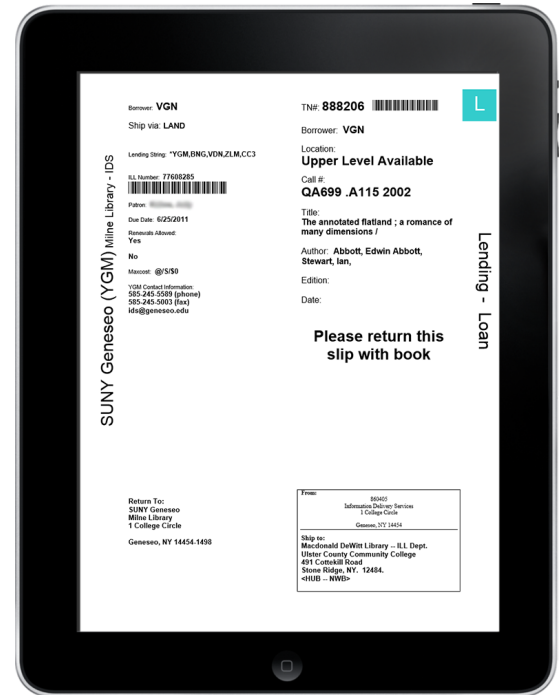 SUNY Geneseo (YGM) Milne Library - IDS
Borrower: VGN
Ship via: LAND
Lending String: *YGM,BNG,VDN,ZLM,CC3
ILL Number: 77608285
Patron:
Due Date: 6/25/2011
Renewals Allowed:
Yes
No
Maxcost: @/S/$0
YGM Contact Information:
585-245-5589 (phone)
585-245-5003 (fax)
ids@geneseo.edu
Return To:
SUNY Geneseo
Milne Library
1 College Circle
Geneseo, NY 14454-1498
TN#: 888206
Borrower: VGN
Location:
Upper Level Available
Call #:
QA699 .A115 2002
Title:
The annotated flatland ; a romance of
many dimensions /
Author: Abbott, Edwin Abbott,
Stewart, Ian,
Edition:
Date:
Please return this
slip with book
From:
860405
Information Delivery Services
1 College Circle
Geneseo, NY 14454
Ship to:
Macdonald DeWitt Library -- ILL Dept.
Ulster County Community College
491 Cottekill Road
Stone Ridge, NY. 12484.
<HUB -- NWB>
L
Lending - Loan